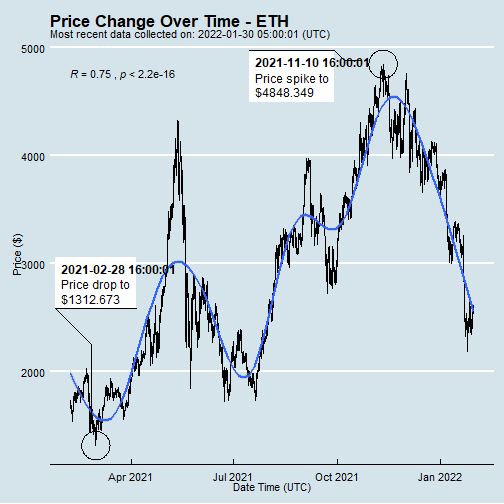 Price Change Over Time - ETH
Most recent data collected on: 2022-01-30 05:00:01 (UTC)
5000
2021-11-10 16:00:01
Price spike to
$4848.349
R = 0.75 , p < 2.2e-16
4000
Price ($)
3000
2021-02-28 16:00:01
Price drop to
$1312.673
2000
Apr 2021
Jul 2021
Oct 2021
Jan 2022
Date Time (UTC)